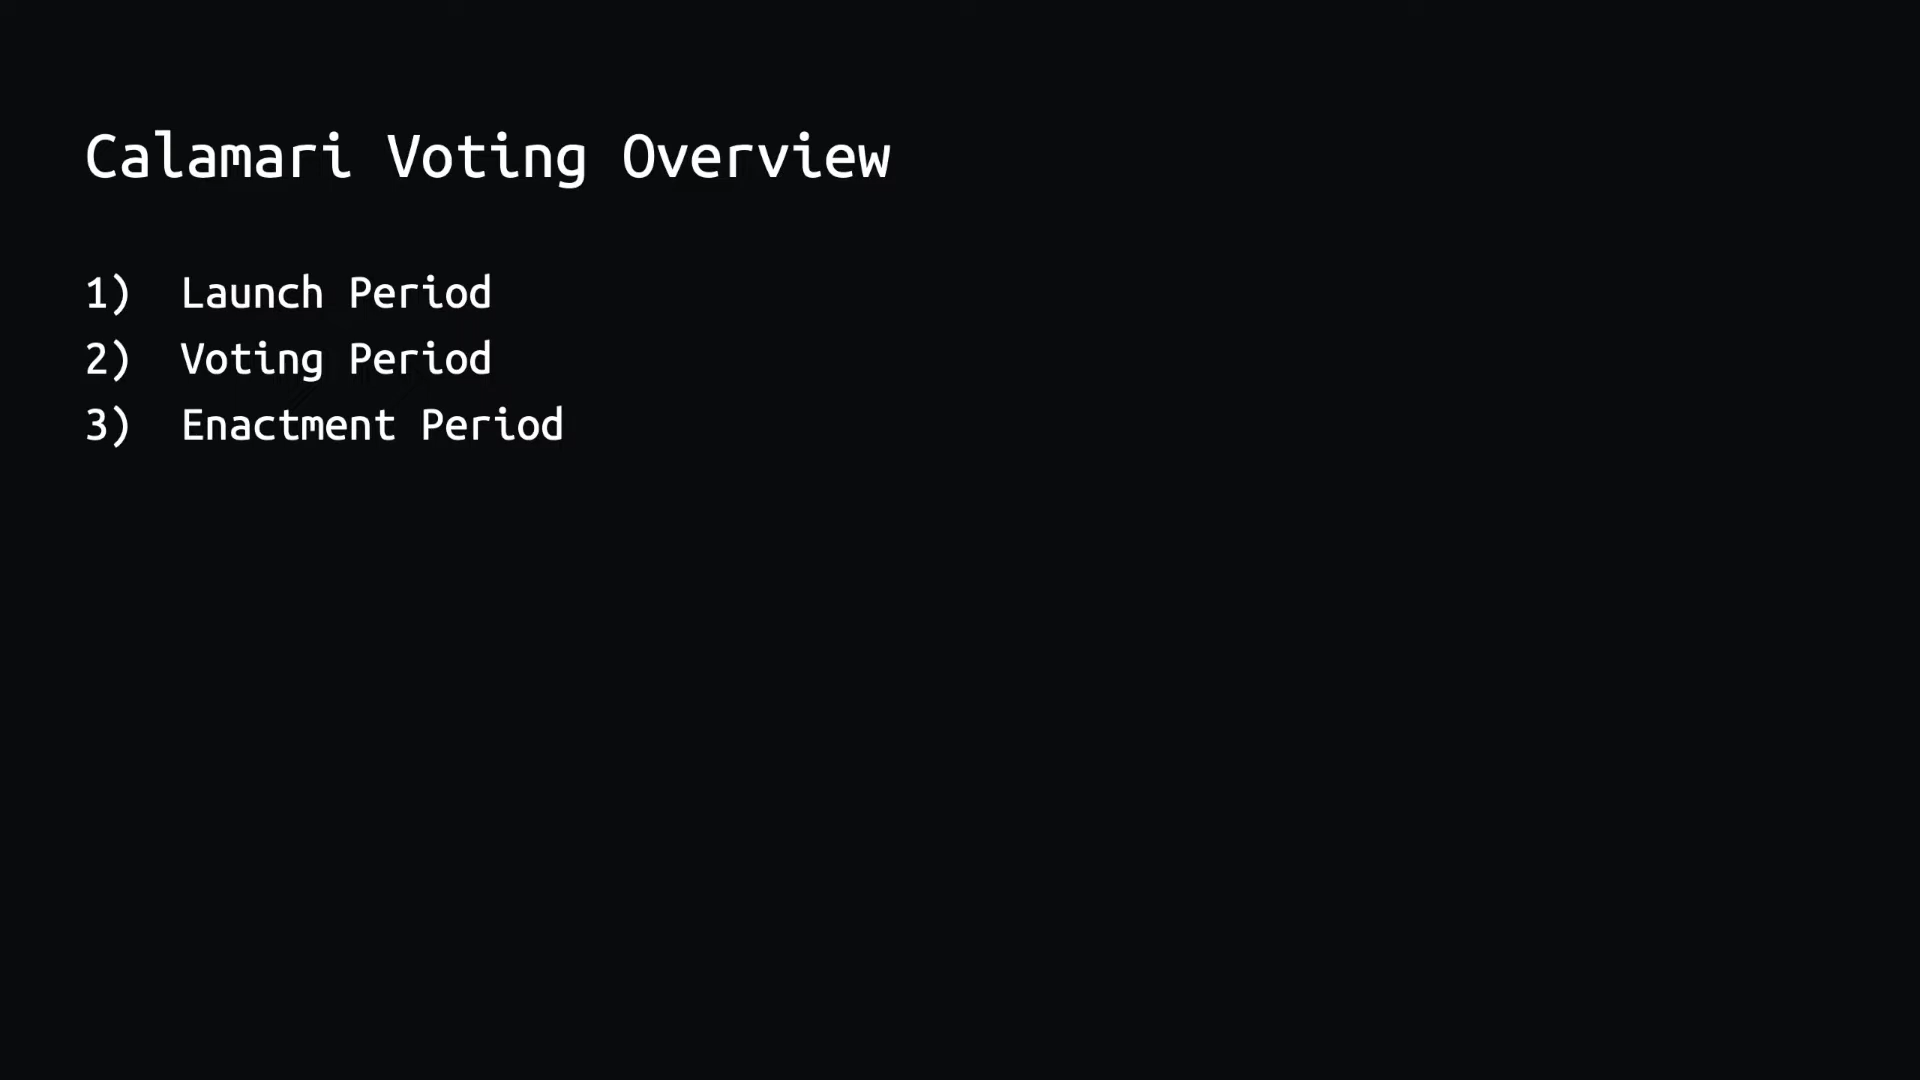 Calamari Voting Overview
1) Launch Period
2) Voting Period
3) Enactment Period